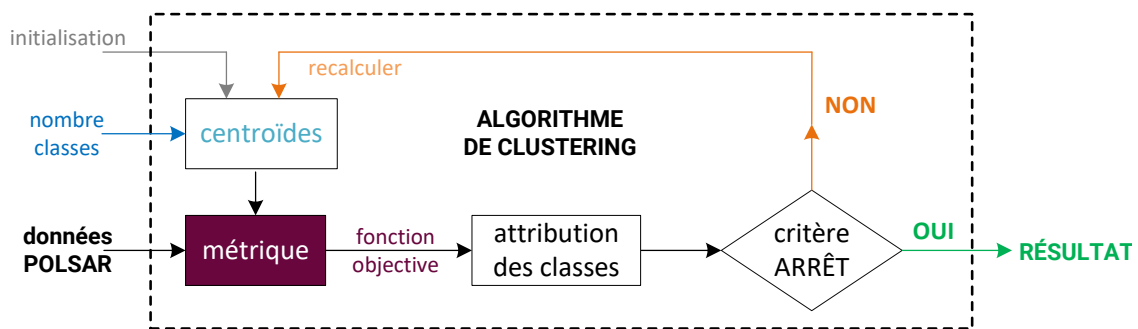 initialisation
recalculer
nombre
classes
centroïdes
ALGORITHME
DE CLUSTERING
NON
données
POLSAR
métrique
fonction
objective
attribution
des classes
critère
ARRÊT
OUI
RÉSULTAT